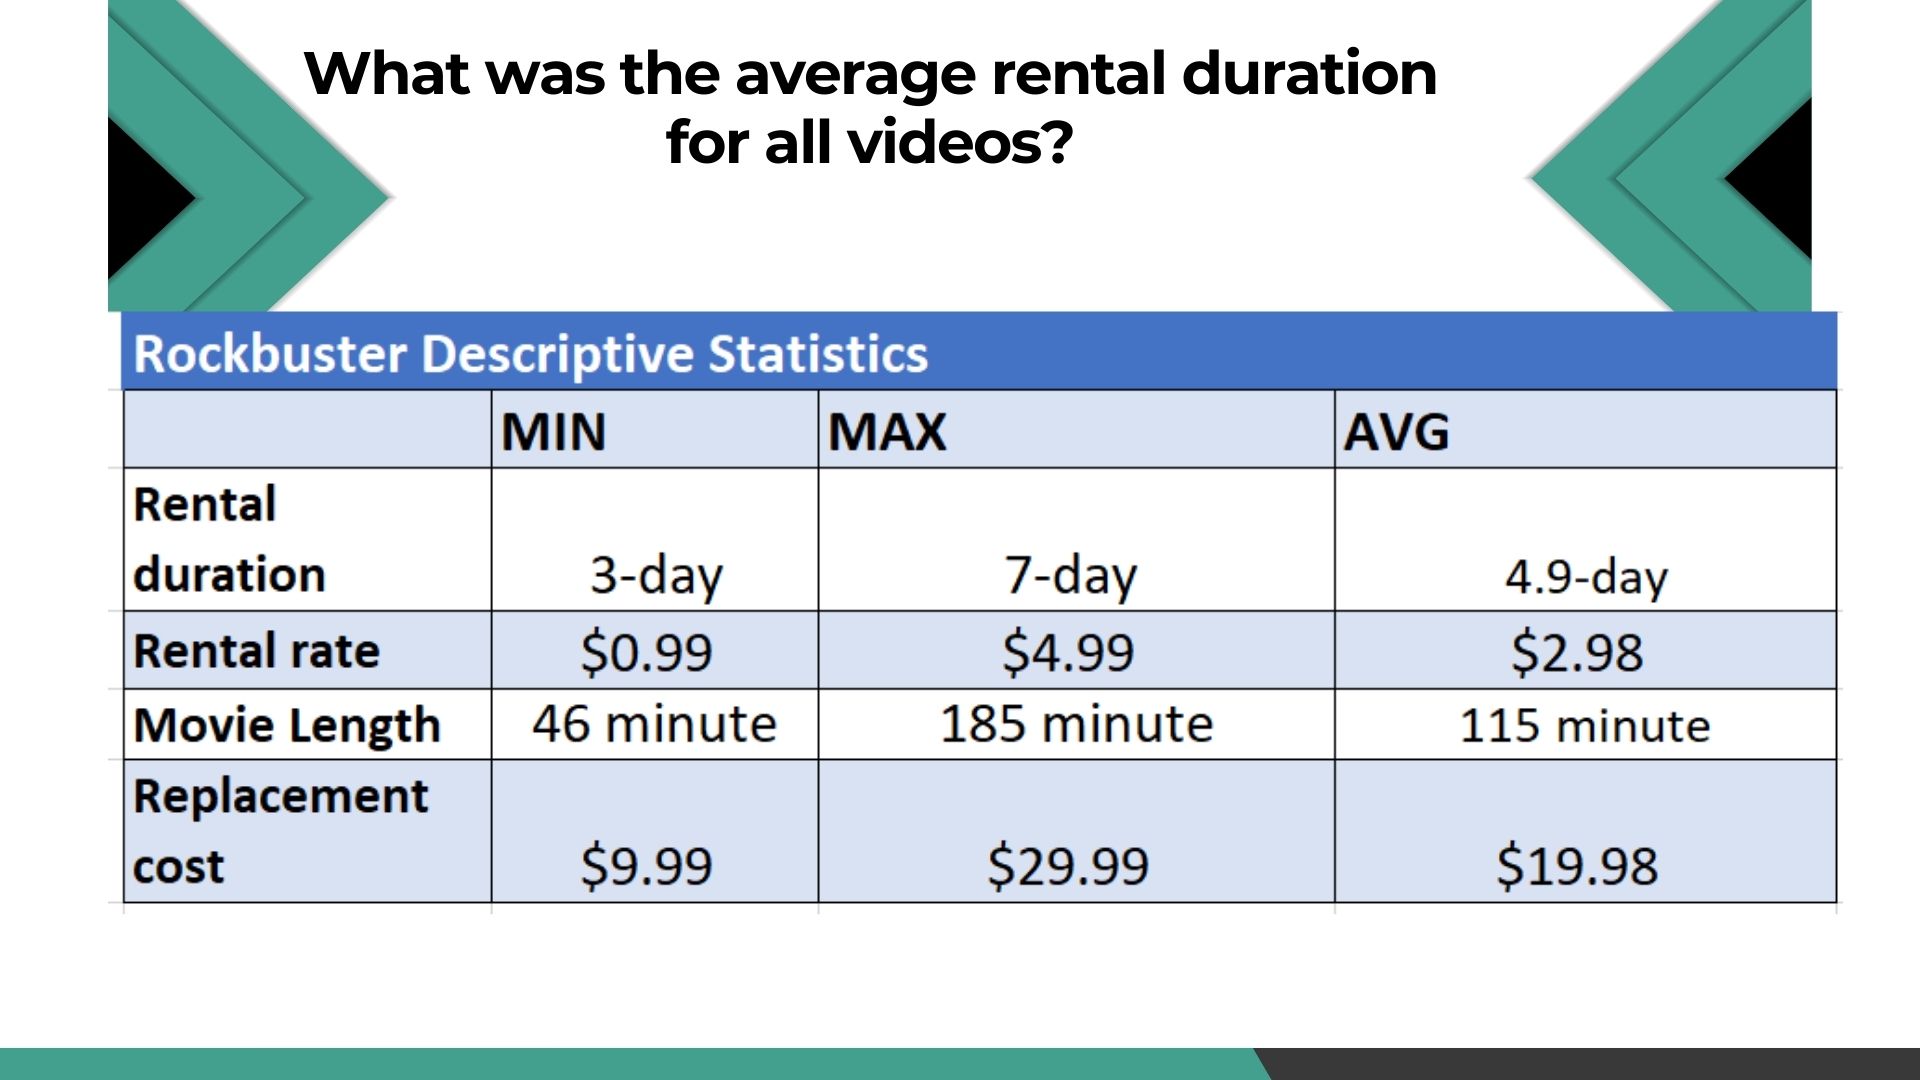 What was the average rental duration
for all videos?
Rockbuster Descriptive Statistics
MIN MAX AVG
Rental
duration 3-day 7-day 4.9-day
Rental rate $0.99 $4.99 $2.98
Movie Length 46 minute 185 minute 115 minute
Replacement
cost $9.99 $29.99 $19.98